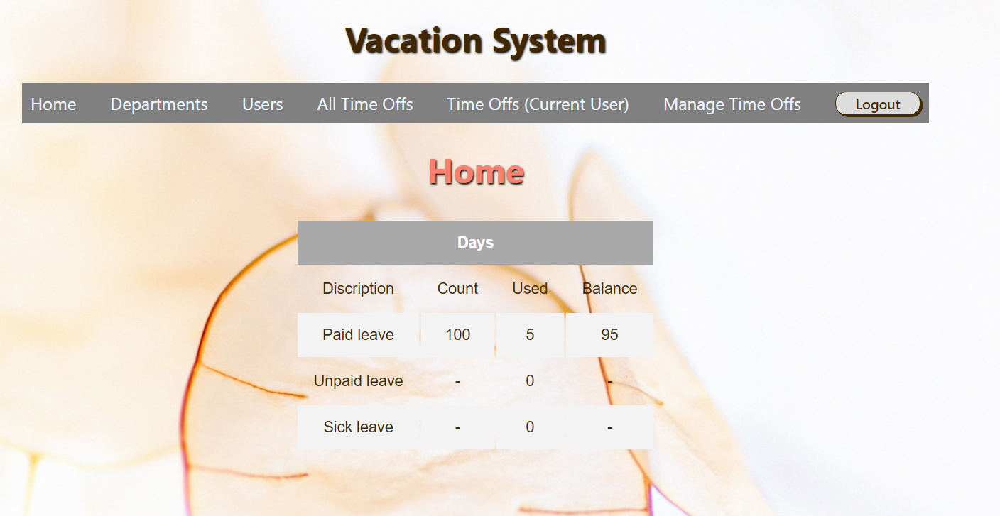 Vacation System
Home Departments Users All Time Offs Time Offs (Current User) Manage Time Offs Logout
Home
Days
Discription Count Used Balance
Paid leave 100 5 95
Unpaid leave - 0 -
Sick leave - 0 -